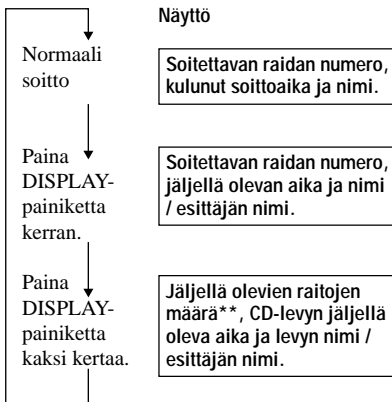 Näyttö
Normaali
soitto
Soitettavan raidan numero,
kulunut soittoaika ja nimi.
Paina
DISPLAY-
painiketta
kerran.
Soitettavan raidan numero,
jäljellä olevan aika ja nimi
/ esittäjän nimi.
Paina
DISPLAY-
painiketta
kaksi kertaa.
Jäljellä olevien raitojen
määrä**, CD-levyn jäljellä
oleva aika ja levyn nimi /
esittäjän nimi.